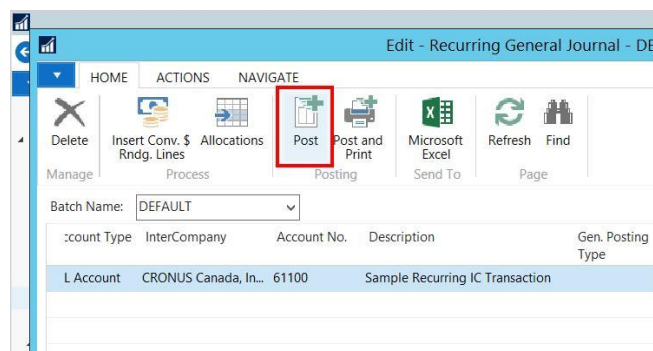 Edit - Recurring General Journal - DE
HOME ACTIONS NAVIGATE
Delete
Insert Conv. $ Rndg. Lines
Allocations
Post
Post and Print
Microsoft Excel
Refresh
Find
Manage Process Posting Send To Page
Batch Name: DEFAULT
:count Type InterCompany Account No. Description Gen. Posting Type
L Account CRONUS Canada, In... 61100 Sample Recurring IC Transaction